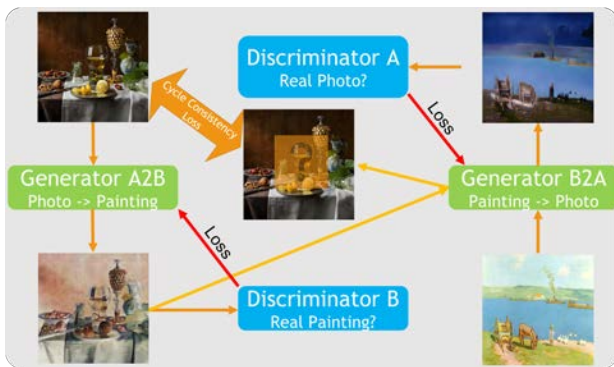 Discriminator A
Real Photo?
Cycle Consistency
Loss
Loss
Generator A2B
Photo -> Painting
?
Generator B2A
Painting -> Photo
Loss
Discriminator B
Real Painting?